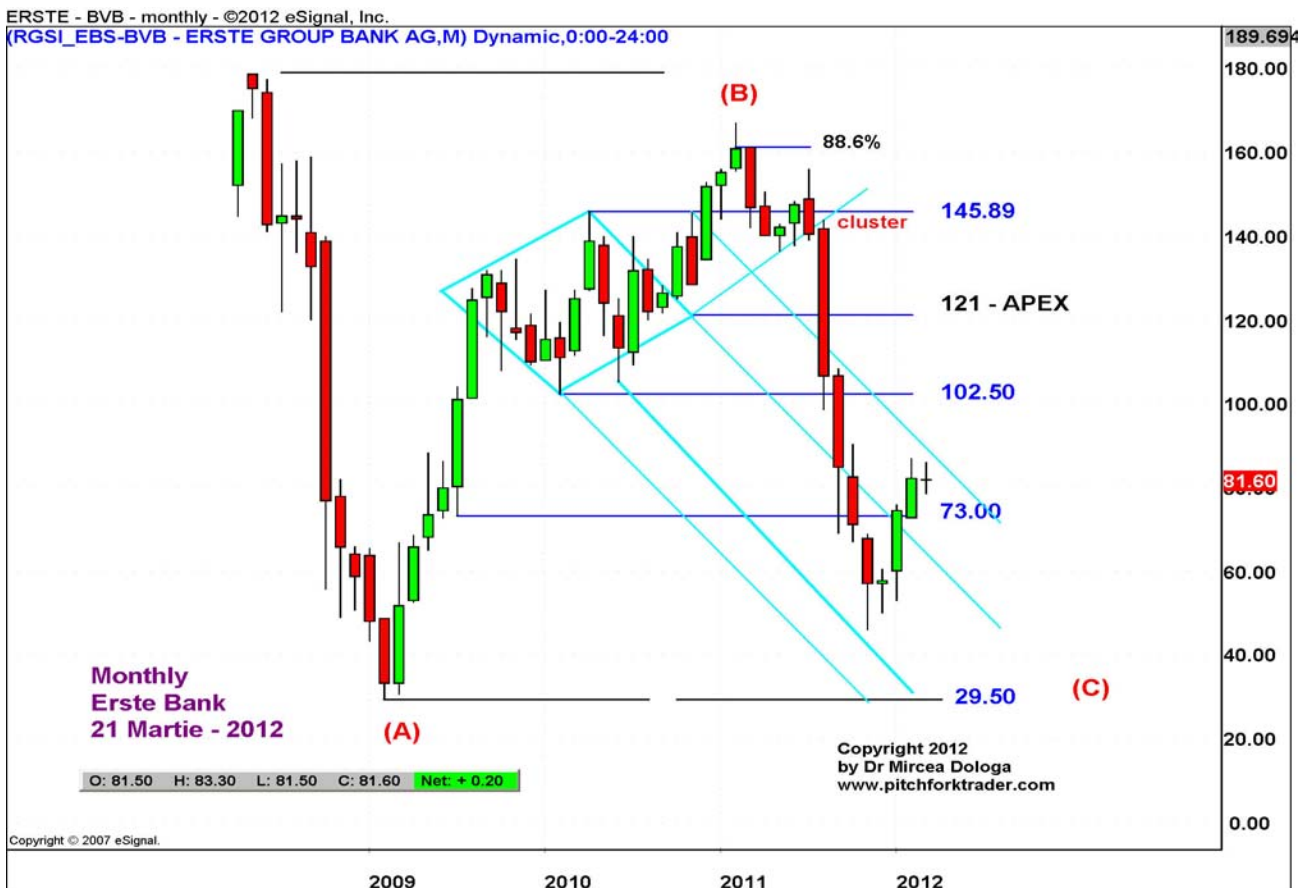 ERSTE - BVB - monthly - ©2012 eSignal, Inc.
(RGSI_EBS-BVB - ERSTE GROUP BANK AG,M) Dynamic,0:00-24:00
189.694
180.00
(B)
88.6%
160.00
145.89
cluster
140.00
121 - APEX
120.00
102.50
100.00
81.60
80.00
73.00
60.00
40.00
29.50
(C)
Monthly
Erste Bank
21 Martie - 2012
(A)
20.00
Copyright 2012
by Dr Mircea Dologa
www.pitchforktrader.com
O: 81.50 H: 83.30 L: 81.50 C: 81.60 Net: + 0.20
0.00
Copyright © 2007 eSignal.
2009 2010 2011 2012